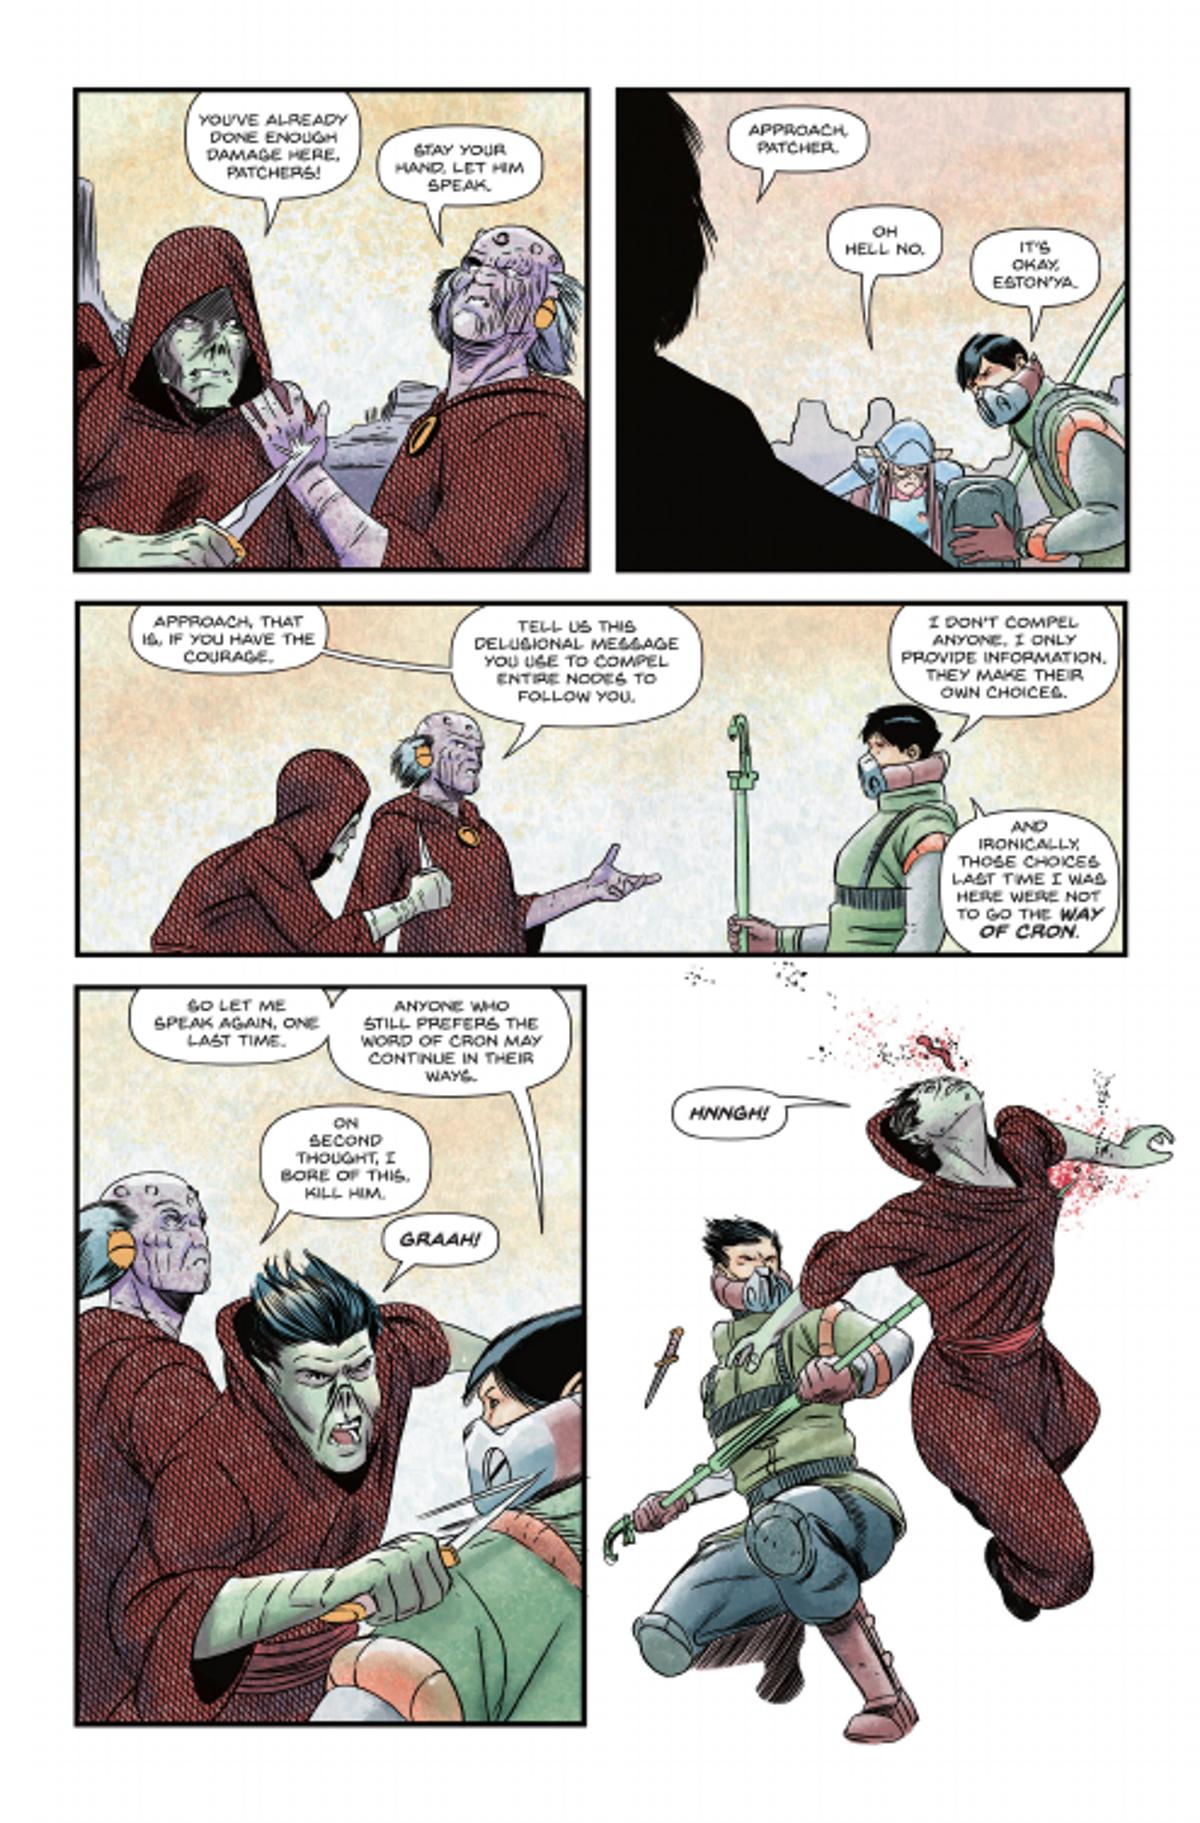 YOU'VE ALREADY
DONE ENOUGH
DAMAGE HERE,
PATCHERS!
STAY YOUR
HAND. LET HIM
SPEAK.
APPROACH,
PATCHER.
OH
HELL NO.
IT'S
OKAY,
ESTON'YA.
APPROACH, THAT
IS, IF YOU HAVE THE
COURAGE.
TELL US THIS
DELUSIONAL MESSAGE
YOU USE TO COMPEL
ENTIRE NODES TO
FOLLOW YOU.
I DON'T COMPEL
ANYONE. I ONLY
PROVIDE INFORMATION.
THEY MAKE THEIR
OWN CHOICES.
AND
IRONICALLY,
THOSE CHOICES
LAST TIME I WAS
HERE WERE NOT
TO GO THE WAY
OF CRON.
SO LET ME
SPEAK AGAIN, ONE
LAST TIME.
ANYONE WHO
STILL PREFERS THE
WORD OF CRON MAY
CONTINUE IN THEIR
WAYS.
ON
SECOND
THOUGHT, I
BORE OF THIS.
KILL HIM.
GRAAH!
HNNGH!